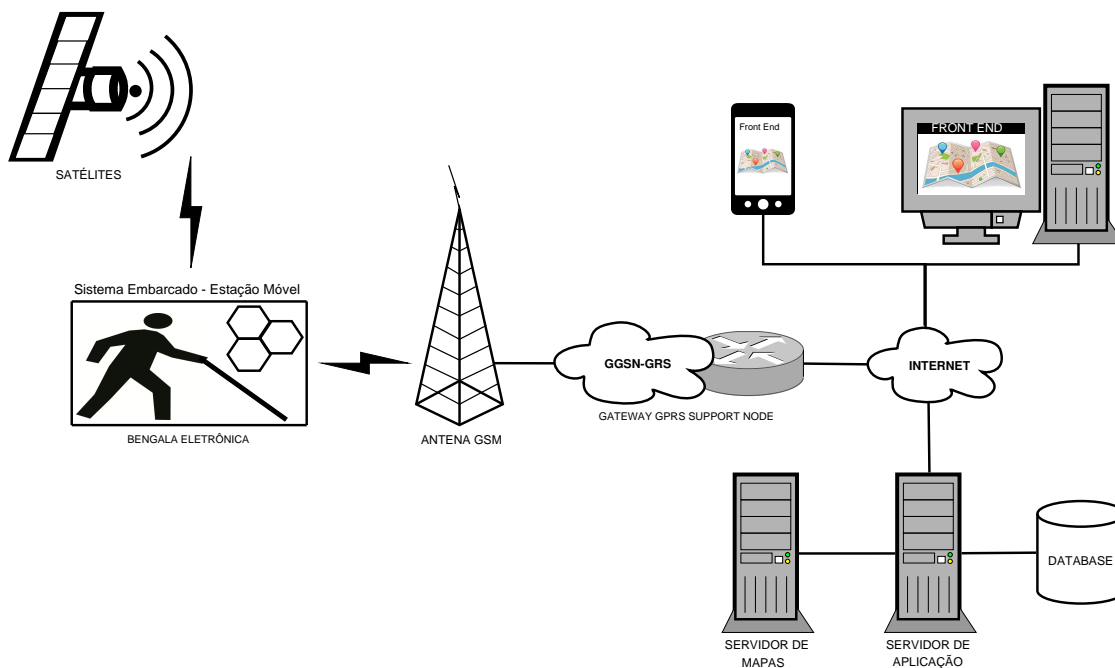 SATÉLITES
Front End
FRONT END
Sistema Embarcado - Estação Móvel
BENGALA ELETRÔNICA
ANTENA GSM
GGSN-GRS
GATEWAY GPRS SUPPORT NODE
INTERNET
DATABASE
SERVIDOR DE
MAPAS
SERVIDOR DE
APLICAÇÃO